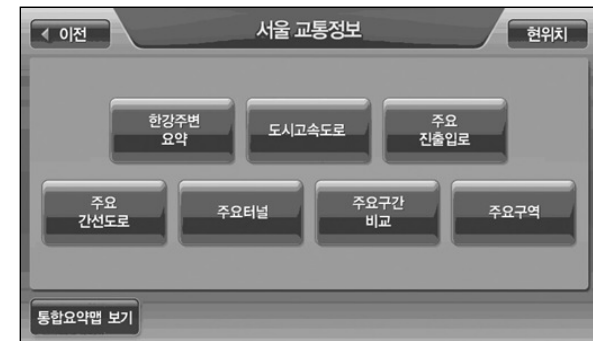 이전
서울 교통정보
현위치
한강주변
요약
도시고속도로
주요
진출입로
주요
간선도로
주요터널
주요구간
비교
주요구역
통합요약맵 보기